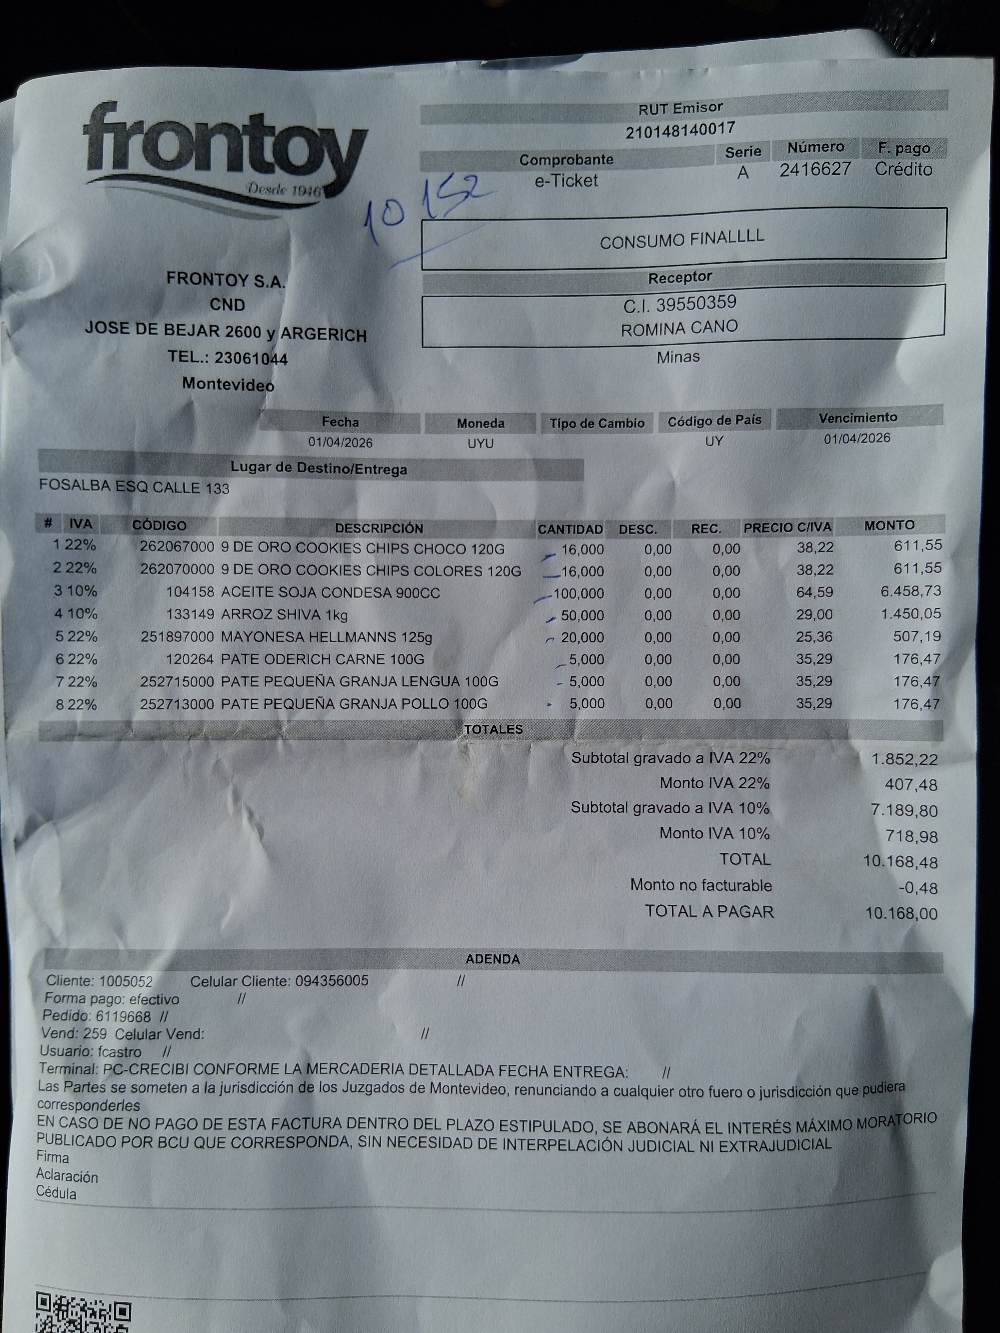 frontoy
Desde 1946
10 152
RUT Emisor
210148140017
Comprobante Serie Número F. pago
e-Ticket A 2416627 Crédito
CONSUMO FINALLLL
Receptor
C.I. 39550359
ROMINA CANO
Minas
FRONTOY S.A.
CND
JOSE DE BEJAR 2600 y ARGERICH
TEL.: 23061044
Montevideo
Fecha Moneda Tipo de Cambio Código de País Vencimiento
01/04/2026 UYU UY 01/04/2026
Lugar de Destino/Entrega
FOSALBA ESQ CALLE 133
# IVA CÓDIGO DESCRIPCIÓN CANTIDAD DESC. REC. PRECIO C/IVA MONTO
1 22% 262067000 9 DE ORO COOKIES CHIPS CHOCO 120G 16,000 0,00 0,00 38,22 611,55
2 22% 262070000 9 DE ORO COOKIES CHIPS COLORES 120G 16,000 0,00 0,00 38,22 611,55
3 10% 104158 ACEITE SOJA CONDESA 900CC 100,000 0,00 0,00 64,59 6.458,73
4 10% 133149 ARROZ SHIVA 1kg 50,000 0,00 0,00 29,00 1.450,05
5 22% 251897000 MAYONESA HELLMANNS 125g 20,000 0,00 0,00 25,36 507,19
6 22% 120264 PATE ODERICH CARNE 100G 5,000 0,00 0,00 35,29 176,47
7 22% 252715000 PATE PEQUEÑA GRANJA LENGUA 100G 5,000 0,00 0,00 35,29 176,47
8 22% 252713000 PATE PEQUEÑA GRANJA POLLO 100G 5,000 0,00 0,00 35,29 176,47
TOTALES
Subtotal gravado a IVA 22% 1.852,22
Monto IVA 22% 407,48
Subtotal gravado a IVA 10% 7.189,80
Monto IVA 10% 718,98
TOTAL 10.168,48
Monto no facturable -0,48
TOTAL A PAGAR 10.168,00
ADENDA
Cliente: 1005052 Celular Cliente: 094356005 //
Forma pago: efectivo //
Pedido: 6119668 //
Vend: 259 Celular Vend: //
Usuario: fcastro //
Terminal: PC-CRECIBI CONFORME LA MERCADERIA DETALLADA FECHA ENTREGA: //
Las Partes se someten a la jurisdicción de los Juzgados de Montevideo, renunciando a cualquier otro fuero o jurisdicción que pudiera
corresponderles
EN CASO DE NO PAGO DE ESTA FACTURA DENTRO DEL PLAZO ESTIPULADO, SE ABONARÁ EL INTERÉS MÁXIMO MORATORIO
PUBLICADO POR BCU QUE CORRESPONDA, SIN NECESIDAD DE INTERPELACIÓN JUDICIAL NI EXTRAJUDICIAL
Firma
Aclaración
Cédula